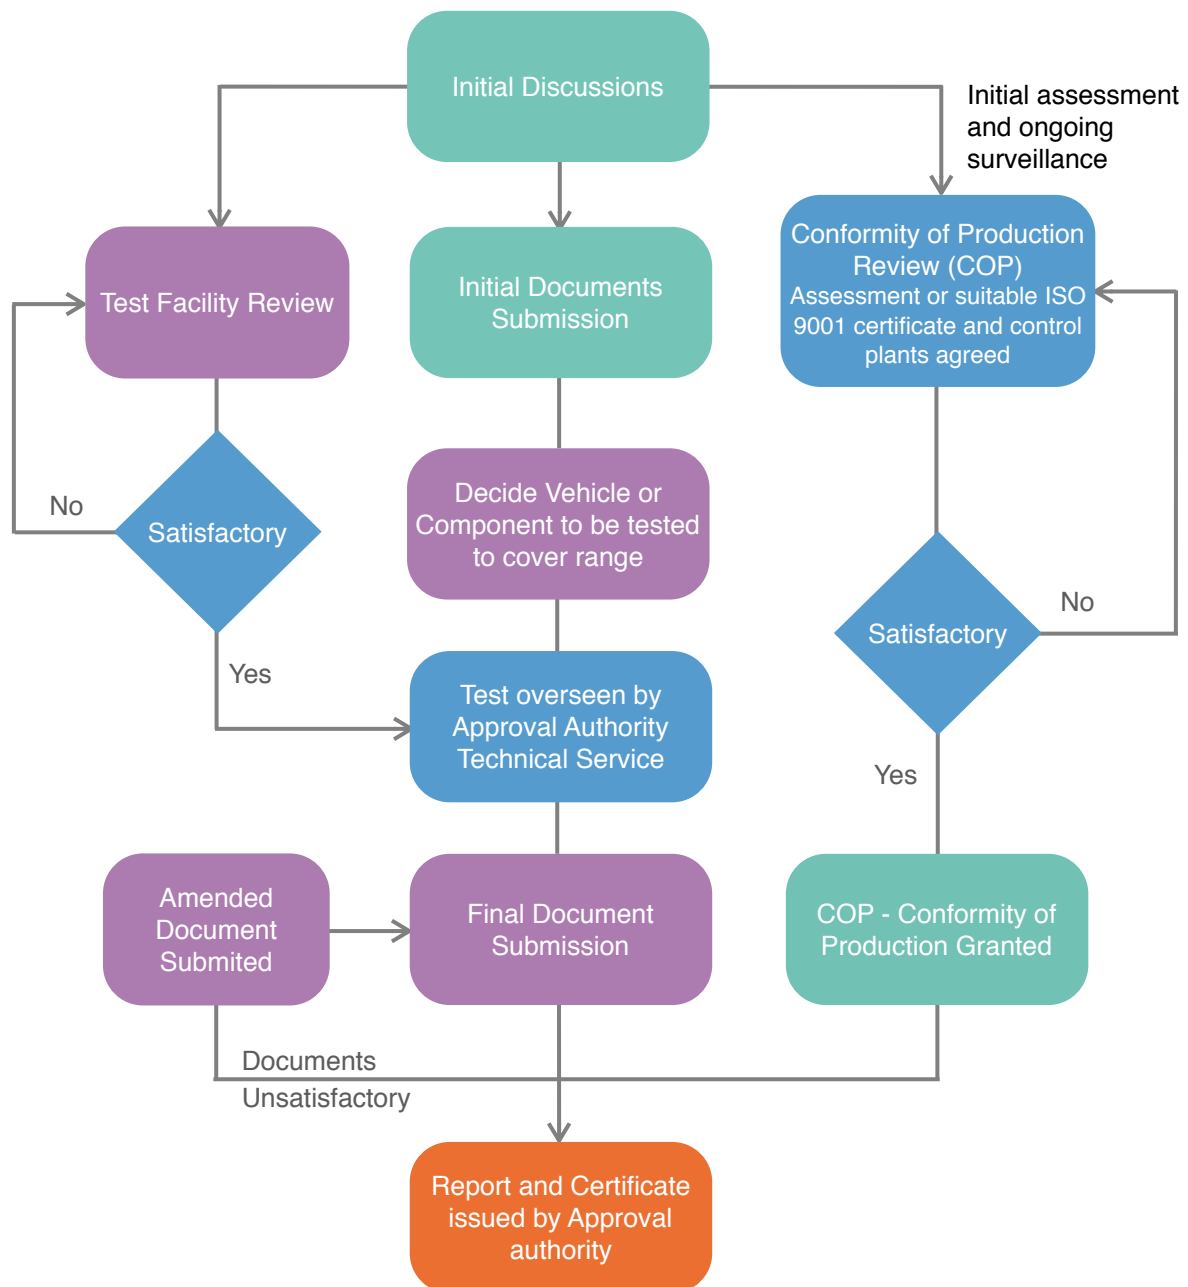 Initial Discussions
Initial assessment
and ongoing
surveillance
Test Facility Review
Initial Documents
Submission
Conformity of Production
Review (COP)
Assessment or suitable ISO
9001 certificate and control
plants agreed
No
Satisfactory
Decide Vehicle or
Component to be tested
to cover range
No
Satisfactory
Yes
Test overseen by
Approval Authority
Technical Service
Yes
Amended
Document
Submited
Final Document
Submission
COP - Conformity of
Production Granted
Documents
Unsatisfactory
Report and Certificate
issued by Approval
authority